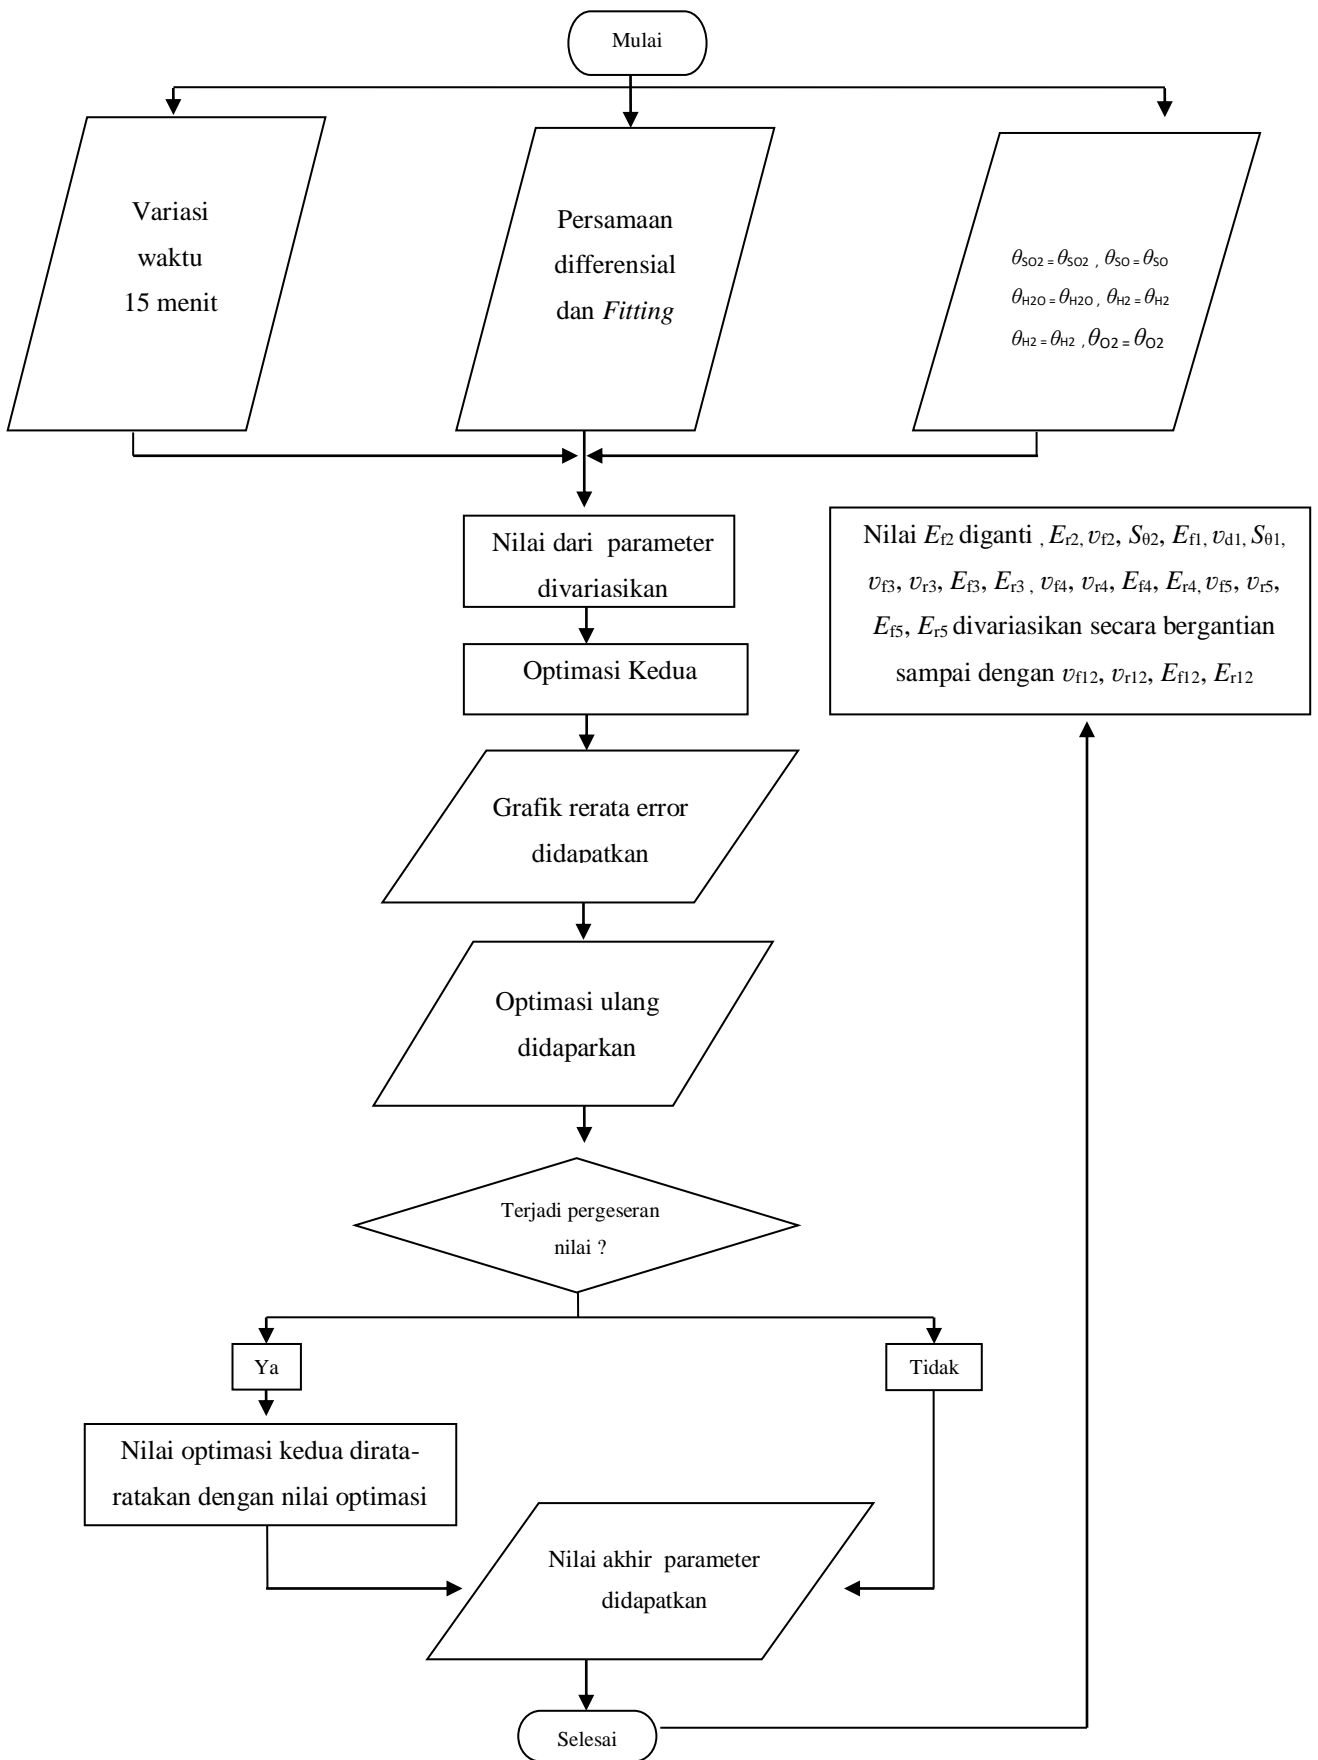 Mulai
Variasi
waktu
15 menit
Persamaan
differensial
dan Fitting
θSO2 = θSO2 , θSO = θSO
θH2O = θH2O , θH2 = θH2
θH2 = θH2 , θO2 = θO2
Nilai dari parameter
divariasikan
Nilai Ef2 diganti , Er2, vf2, Sθ2, Ef1, vd1, Sθ1,
vf3, vr3, Ef3, Er3 , vf4, vr4, Ef4, Er4, vf5, vr5,
Ef5, Er5 divariasikan secara bergantian
sampai dengan vf12, vr12, Ef12, Er12
Optimasi Kedua
Grafik rerata error
didapatkan
Optimasi ulang
didaparkan
Terjadi pergeseran
nilai ?
Ya
Tidak
Nilai optimasi kedua dirata-
ratakan dengan nilai optimasi
Nilai akhir parameter
didapatkan
Selesai